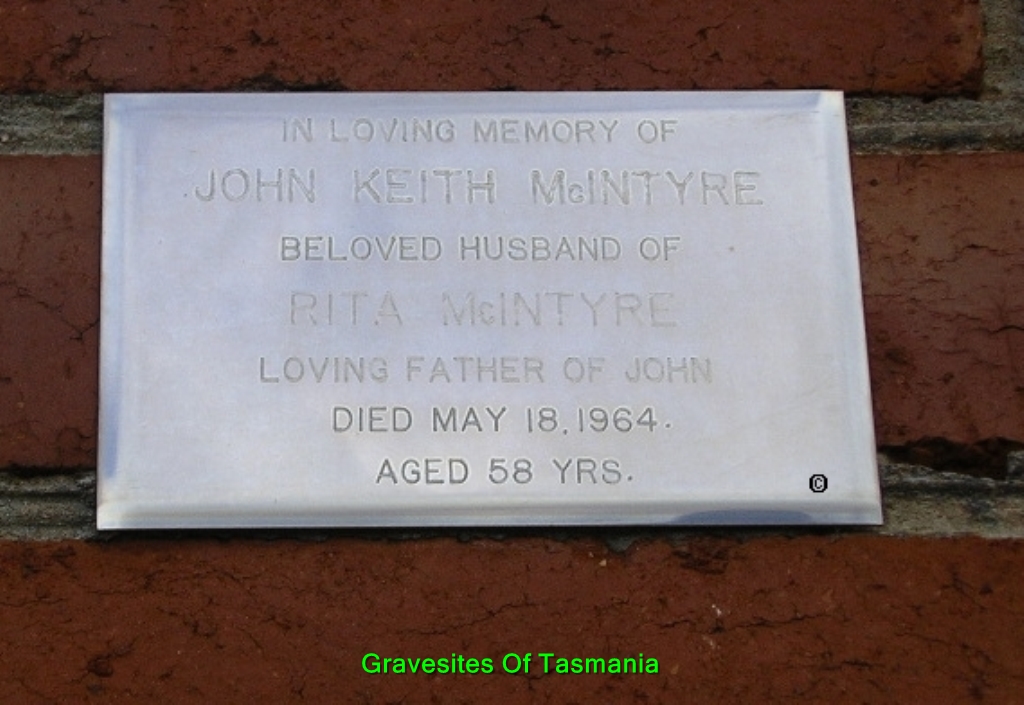 IN LOVING MEMORY OF
JOHN KEITH McINTYRE
BELOVED HUSBAND OF
RITA McINTYRE
LOVING FATHER OF JOHN
DIED MAY 18, 1964.
AGED 58 YRS.
©
Gravesites Of Tasmania